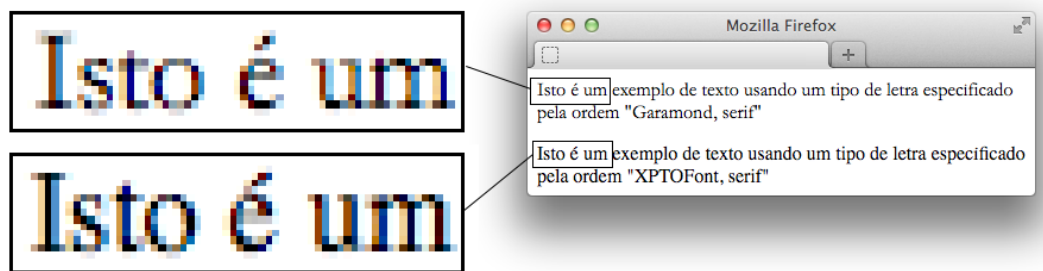 Isto é um
Isto é um
Mozilla Firefox
Isto é um exemplo de texto usando um tipo de letra especificado
pela ordem "Garamond, serif"
Isto é um exemplo de texto usando um tipo de letra especificado
pela ordem "XPTOFont, serif"